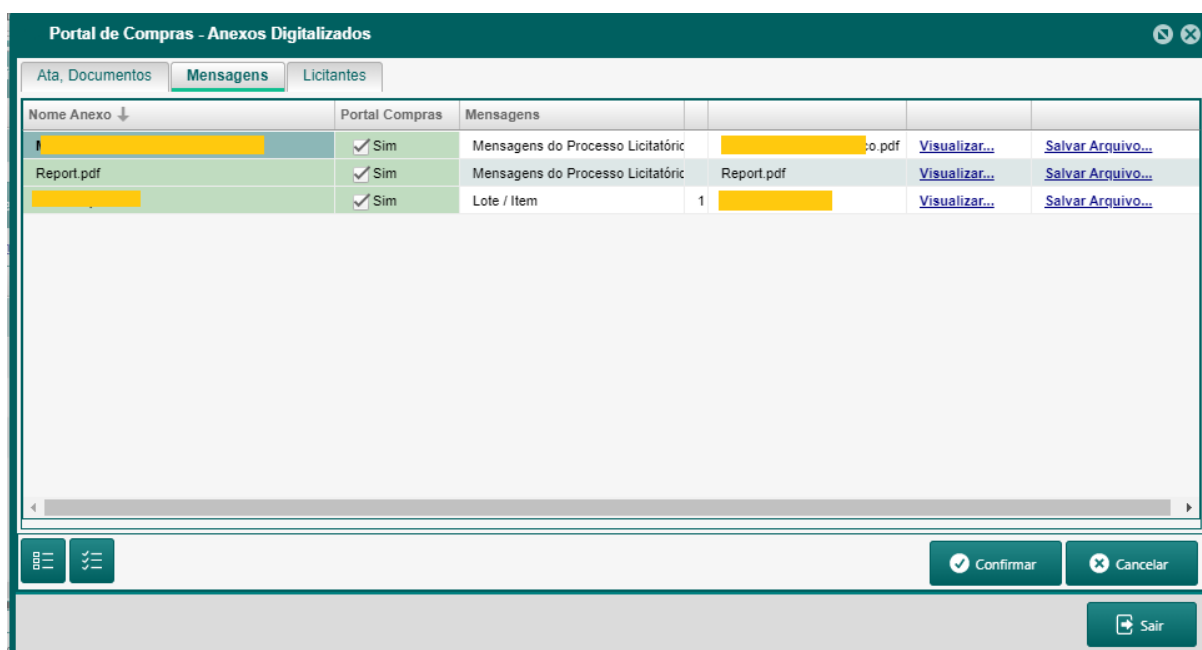 Portal de Compras - Anexos Digitalizados
Ata, Documentos Mensagens Licitantes
Nome Anexo Portal Compras Mensagens
Sim Mensagens do Processo Licitatóric co.pdf Visualizar... Salvar Arquivo...
Report.pdf Sim Mensagens do Processo Licitatóric Report.pdf Visualizar... Salvar Arquivo...
Sim Lote / Item 1 Visualizar... Salvar Arquivo...
Confirmar Cancelar
Sair